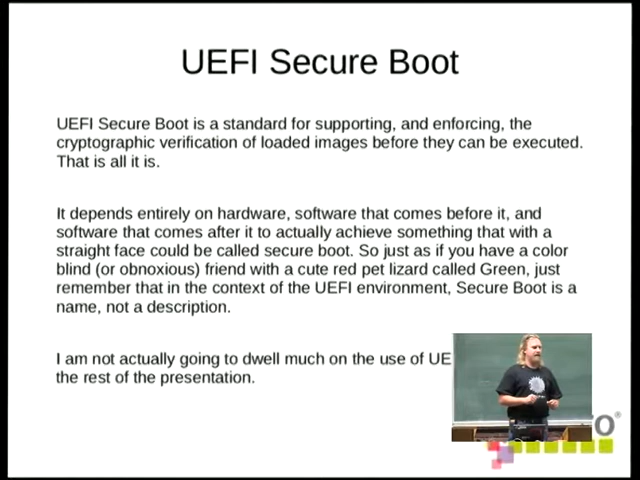 UEFI Secure Boot
UEFI Secure Boot is a standard for supporting, and enforcing, the
cryptographic verification of loaded images before they can be executed.
That is all it is.
It depends entirely on hardware, software that comes before it, and
software that comes after it to actually achieve something that with a
straight face could be called secure boot. So just as if you have a color
blind (or obnoxious) friend with a cute red pet lizard called Green, just
remember that in the context of the UEFI environment, Secure Boot is a
name, not a description.
I am not actually going to dwell much on the use of UE
the rest of the presentation.